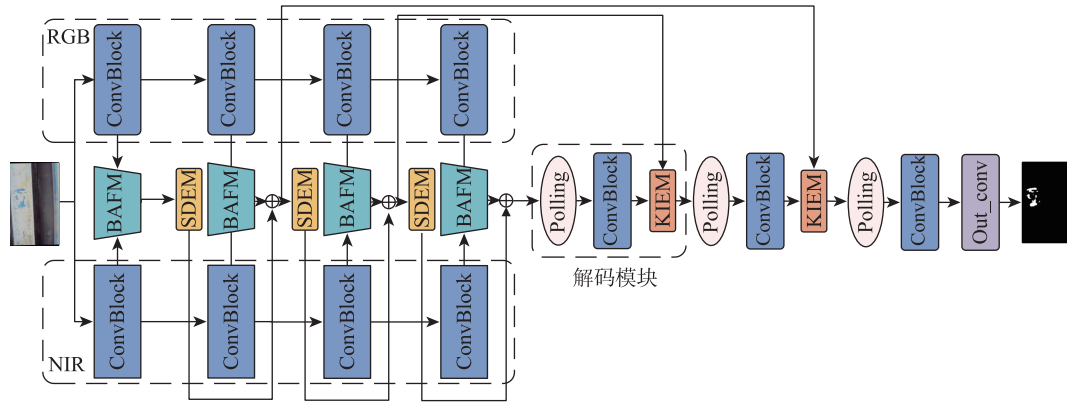 RGB
ConvBlock
ConvBlock
ConvBlock
ConvBlock
BAFM
SDEM
BAFM
SDEM
BAFM
SDEM
BAFM
Polling
ConvBlock
KIEM
Polling
ConvBlock
KIEM
Polling
ConvBlock
Out_conv
解码模块
ConvBlock
ConvBlock
ConvBlock
ConvBlock
NIR